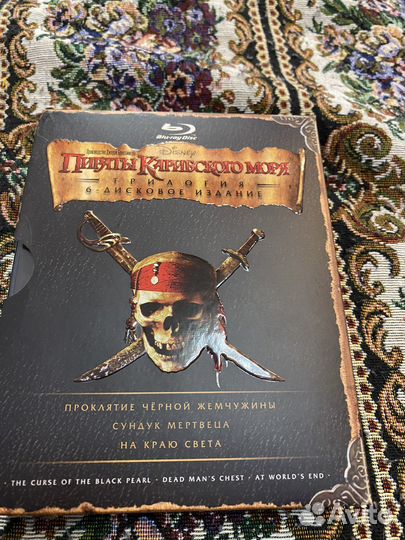 Blu-ray Disc
Disney
Пираты Карибского моря
ТРИЛОГИЯ
6-ДИСКОВОЕ ИЗДАНИЕ
ПРОКЛЯТИЕ ЧЁРНОЙ ЖЕМЧУЖИНЫ
СУНДУК МЕРТВЕЦА
НА КРАЮ СВЕТА
· THE CURSE OF THE BLACK PEARL · DEAD MAN'S CHEST · AT WORLD'S END ·
Avito